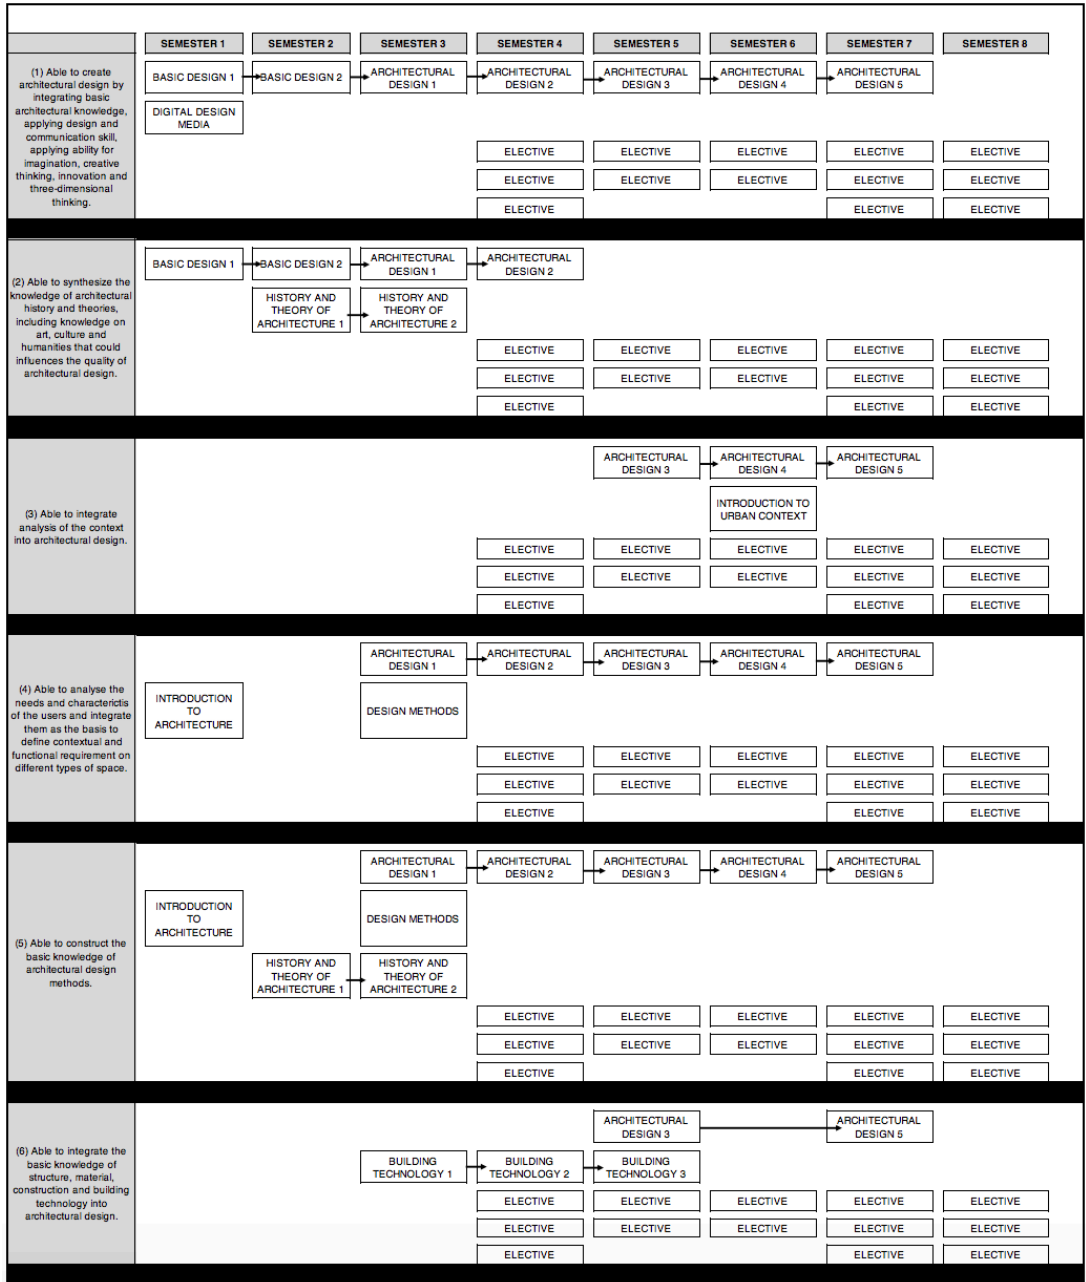 SEMESTER 1 SEMESTER 2 SEMESTER 3 SEMESTER 4 SEMESTER 5 SEMESTER 6 SEMESTER 7 SEMESTER 8
(1) Able to create
architectural design by
integrating basic
architectural knowledge,
applying design and
communication skill,
applying ability for
imagination, creative
thinking, innovation and
three-dimensional
thinking.
BASIC DESIGN 1
BASIC DESIGN 2
ARCHITECTURAL
DESIGN 1
ARCHITECTURAL
DESIGN 2
ARCHITECTURAL
DESIGN 3
ARCHITECTURAL
DESIGN 4
ARCHITECTURAL
DESIGN 5
DIGITAL DESIGN
MEDIA
ELECTIVE ELECTIVE ELECTIVE ELECTIVE ELECTIVE
ELECTIVE ELECTIVE ELECTIVE ELECTIVE ELECTIVE
ELECTIVE ELECTIVE ELECTIVE
(2) Able to synthesize the
knowledge of architectural
history and theories,
including knowledge on
art, culture and
humanities that could
influences the quality of
architectural design.
BASIC DESIGN 1
BASIC DESIGN 2
ARCHITECTURAL
DESIGN 1
ARCHITECTURAL
DESIGN 2
HISTORY AND
THEORY OF
ARCHITECTURE 1
HISTORY AND
THEORY OF
ARCHITECTURE 2
ELECTIVE ELECTIVE ELECTIVE ELECTIVE ELECTIVE
ELECTIVE ELECTIVE ELECTIVE ELECTIVE ELECTIVE
ELECTIVE ELECTIVE ELECTIVE
(3) Able to integrate
analysis of the context
into architectural design.
ARCHITECTURAL
DESIGN 3
ARCHITECTURAL
DESIGN 4
ARCHITECTURAL
DESIGN 5
INTRODUCTION TO
URBAN CONTEXT
ELECTIVE ELECTIVE ELECTIVE ELECTIVE ELECTIVE
ELECTIVE ELECTIVE ELECTIVE ELECTIVE ELECTIVE
ELECTIVE ELECTIVE ELECTIVE
(4) Able to analyse the
needs and characterictis
of the users and integrate
them as the basis to
define contextual and
functional requirement on
different types of space.
ARCHITECTURAL
DESIGN 1
ARCHITECTURAL
DESIGN 2
ARCHITECTURAL
DESIGN 3
ARCHITECTURAL
DESIGN 4
ARCHITECTURAL
DESIGN 5
INTRODUCTION
TO
ARCHITECTURE
DESIGN METHODS
ELECTIVE ELECTIVE ELECTIVE ELECTIVE ELECTIVE
ELECTIVE ELECTIVE ELECTIVE ELECTIVE ELECTIVE
ELECTIVE ELECTIVE ELECTIVE
(5) Able to construct the
basic knowledge of
architectural design
methods.
ARCHITECTURAL
DESIGN 1
ARCHITECTURAL
DESIGN 2
ARCHITECTURAL
DESIGN 3
ARCHITECTURAL
DESIGN 4
ARCHITECTURAL
DESIGN 5
INTRODUCTION
TO
ARCHITECTURE
DESIGN METHODS
HISTORY AND
THEORY OF
ARCHITECTURE 1
HISTORY AND
THEORY OF
ARCHITECTURE 2
ELECTIVE ELECTIVE ELECTIVE ELECTIVE ELECTIVE
ELECTIVE ELECTIVE ELECTIVE ELECTIVE ELECTIVE
ELECTIVE ELECTIVE ELECTIVE
(6) Able to integrate the
basic knowledge of
structure, material,
construction and building
technology into
architectural design.
ARCHITECTURAL
DESIGN 3
ARCHITECTURAL
DESIGN 5
BUILDING
TECHNOLOGY 1
BUILDING
TECHNOLOGY 2
BUILDING
TECHNOLOGY 3
ELECTIVE ELECTIVE ELECTIVE ELECTIVE ELECTIVE
ELECTIVE ELECTIVE ELECTIVE ELECTIVE ELECTIVE
ELECTIVE ELECTIVE ELECTIVE